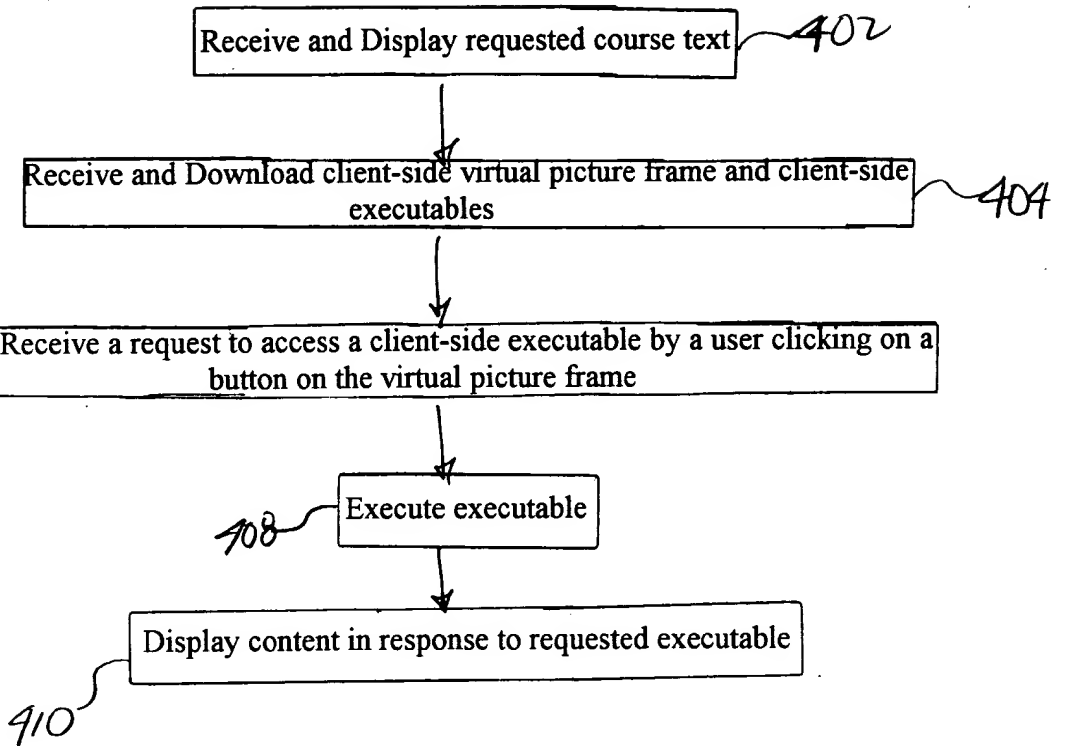 Receive and Display requested course text
402
Receive and Download client-side virtual picture frame and client-side
executables
404
Receive a request to access a client-side executable by a user clicking on a
button on the virtual picture frame
Execute executable
408
Display content in response to requested executable
410